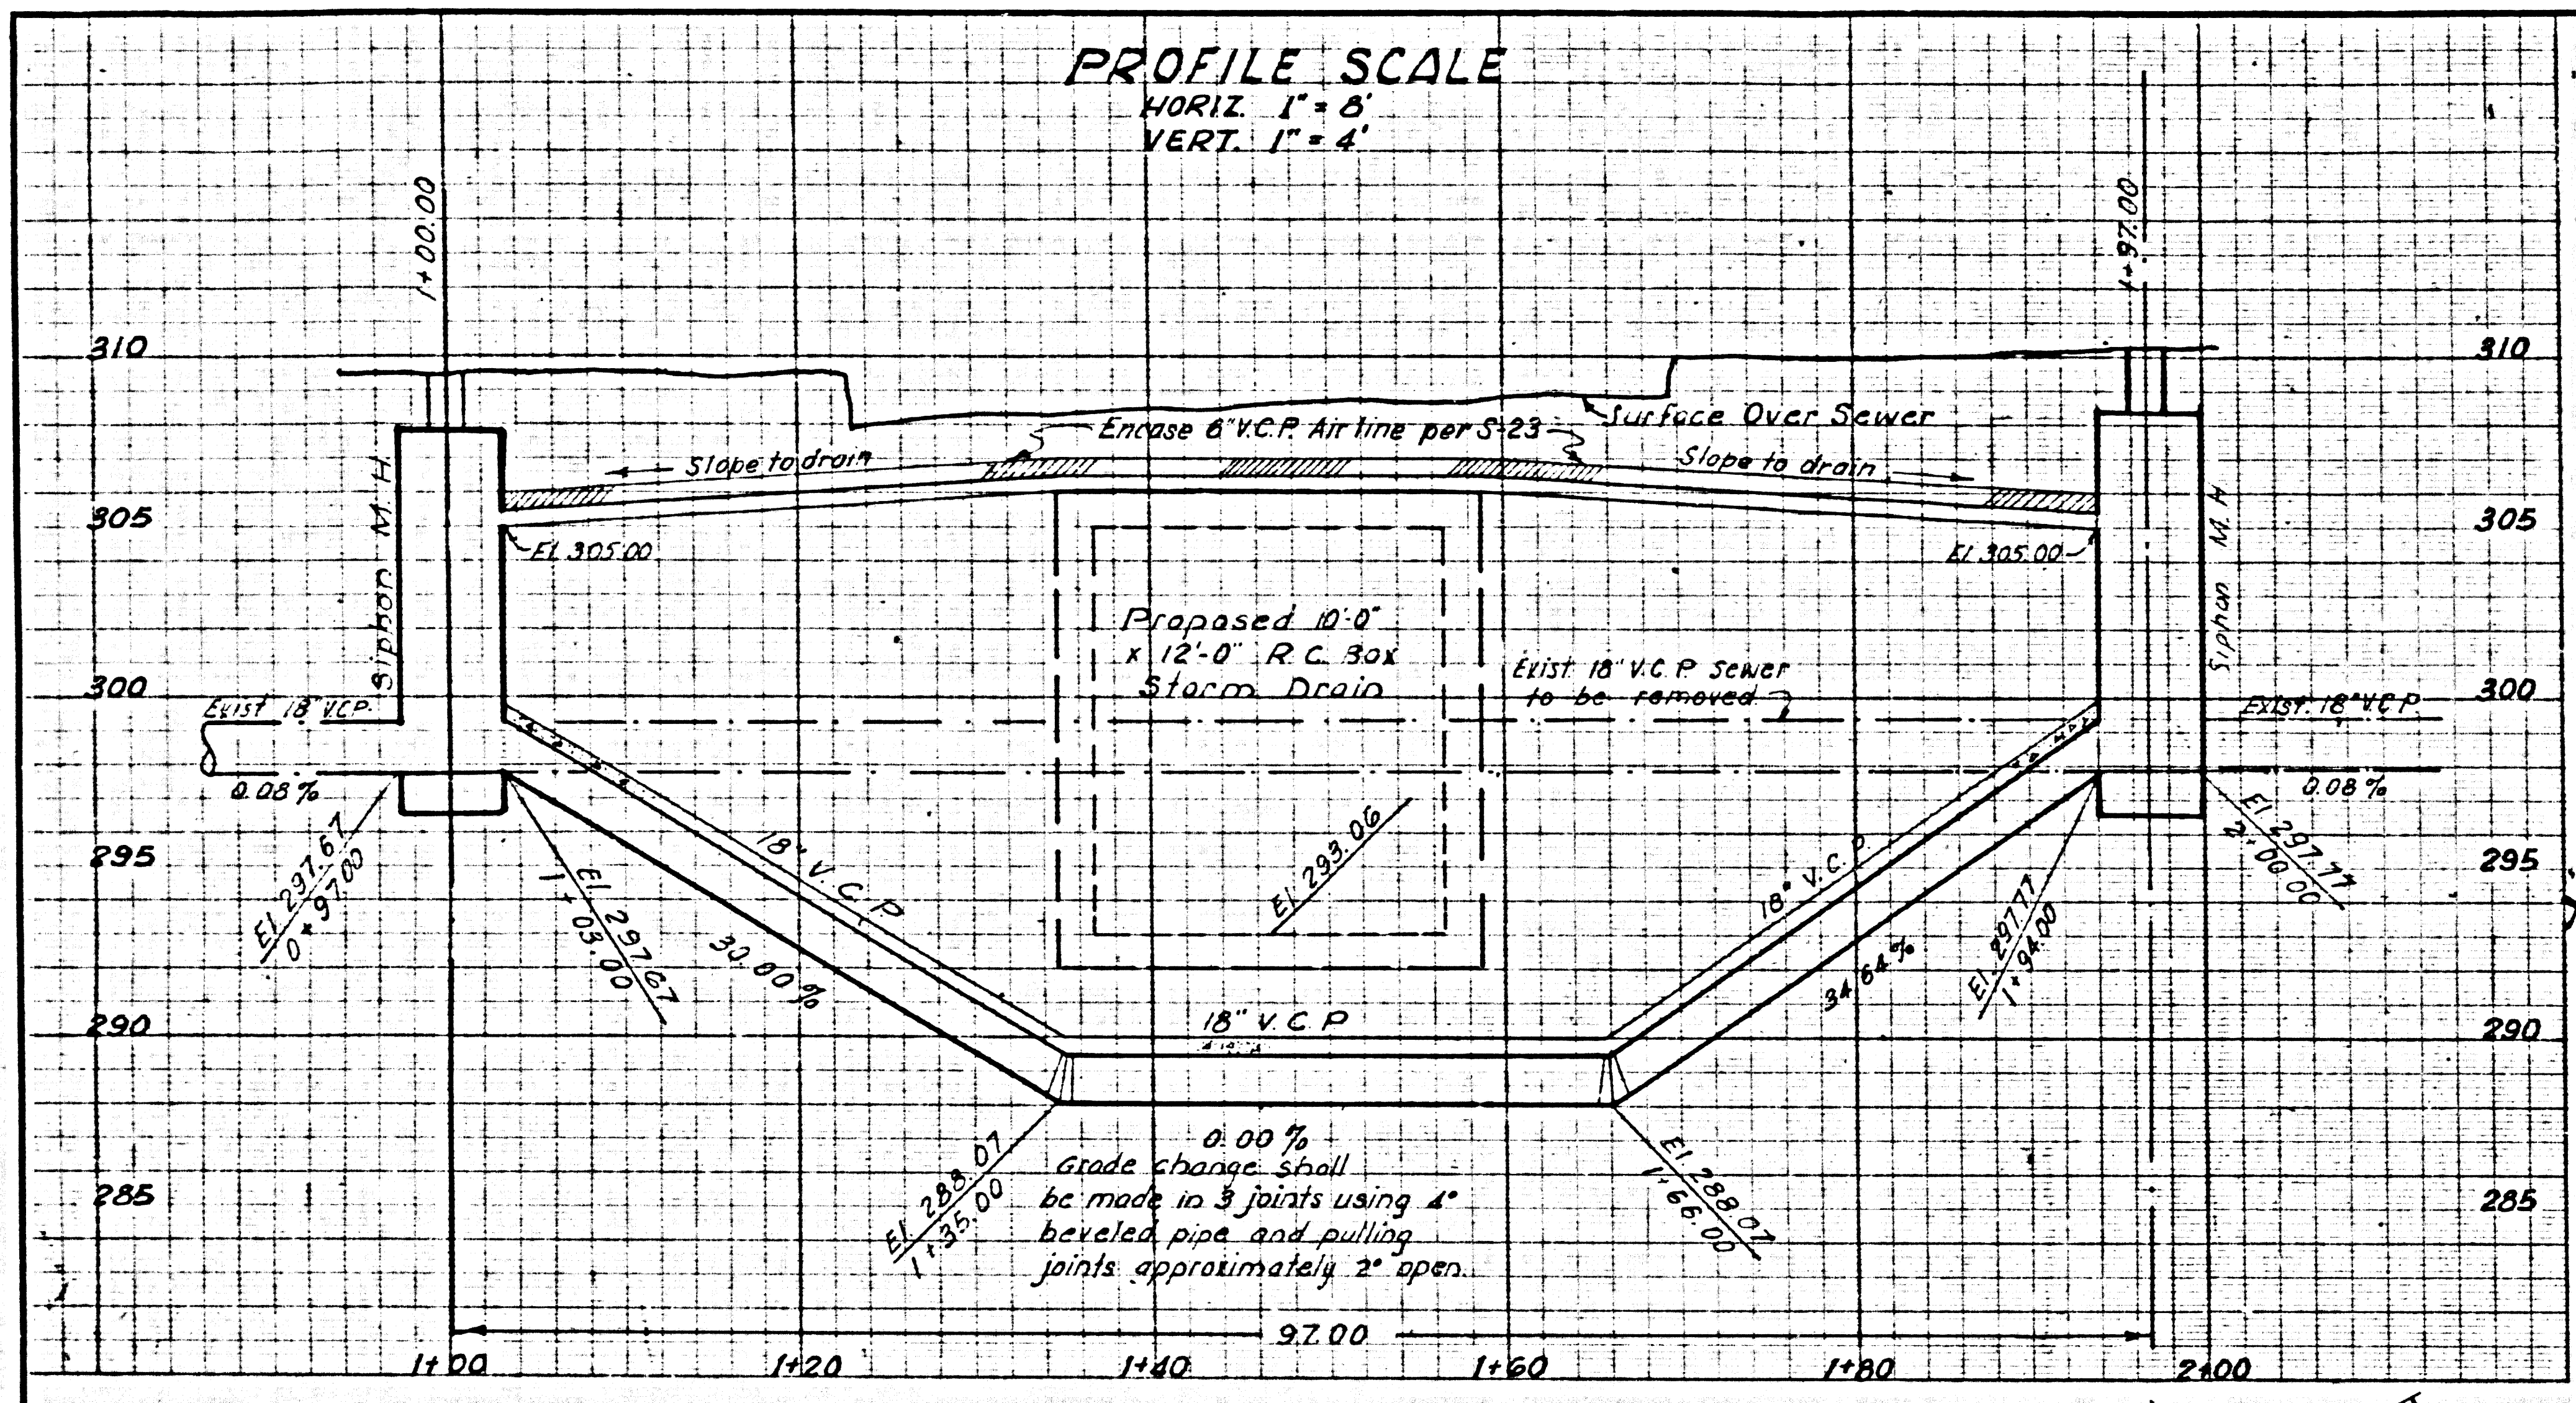 PROFILE SCALE
HORIZ. 1" = 8'
VERT. 1" = 4'
1+00.00
1+97.00
310
310
Surface Over Sewer
Encase 6" V.C.P. Air line per S-23
Slope to drain
Slope to drain
305
305
El. 305.00
El. 305.00
Siphon M. H.
Siphon M. H
Proposed 10'-0"
x 12'-0" R.C. Box
Storm Drain
Exist. 18" V.C.P. Sewer
to be removed
300
300
Exist 18" V.C.P.
Exist. 18" V.C.P.
0.08 %
0.08 %
El. 297.67
0+97.00
El. 297.67
1+03.00
18" V. C. P
30.00 %
El. 293.06
18" V.C. P.
34.64 %
El. 297.77
1+94.00
El. 297.77
2+00.00
295
295
290
290
18" V. C. P
0.00 %
El. 288.07
1+35.00
El. 288.07
1+66.00
Grade change shall
be made in 3 joints using 4°
beveled pipe and pulling
joints approximately 2° open.
285
285
97.00
1+00
1+20
1+40
1+60
1+80
2+00